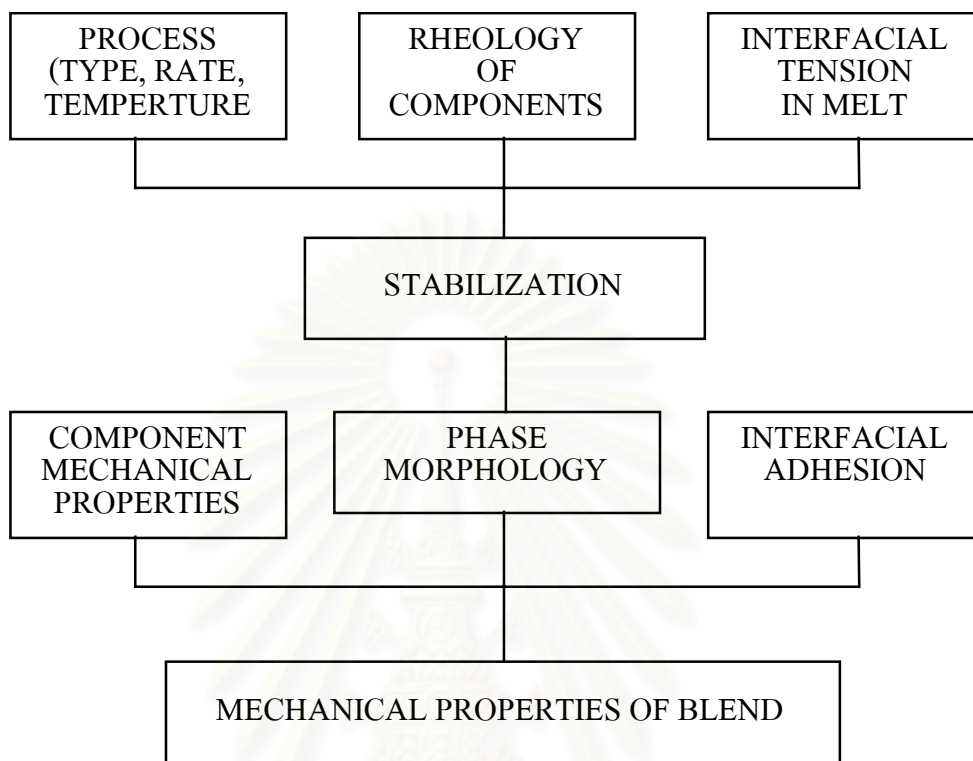 PROCESS
(TYPE, RATE,
TEMPERTURE
RHEOLOGY
OF
COMPONENTS
INTERFACIAL
TENSION
IN MELT
STABILIZATION
COMPONENT
MECHANICAL
PROPERTIES
PHASE
MORPHOLOGY
INTERFACIAL
ADHESION
MECHANICAL PROPERTIES OF BLEND